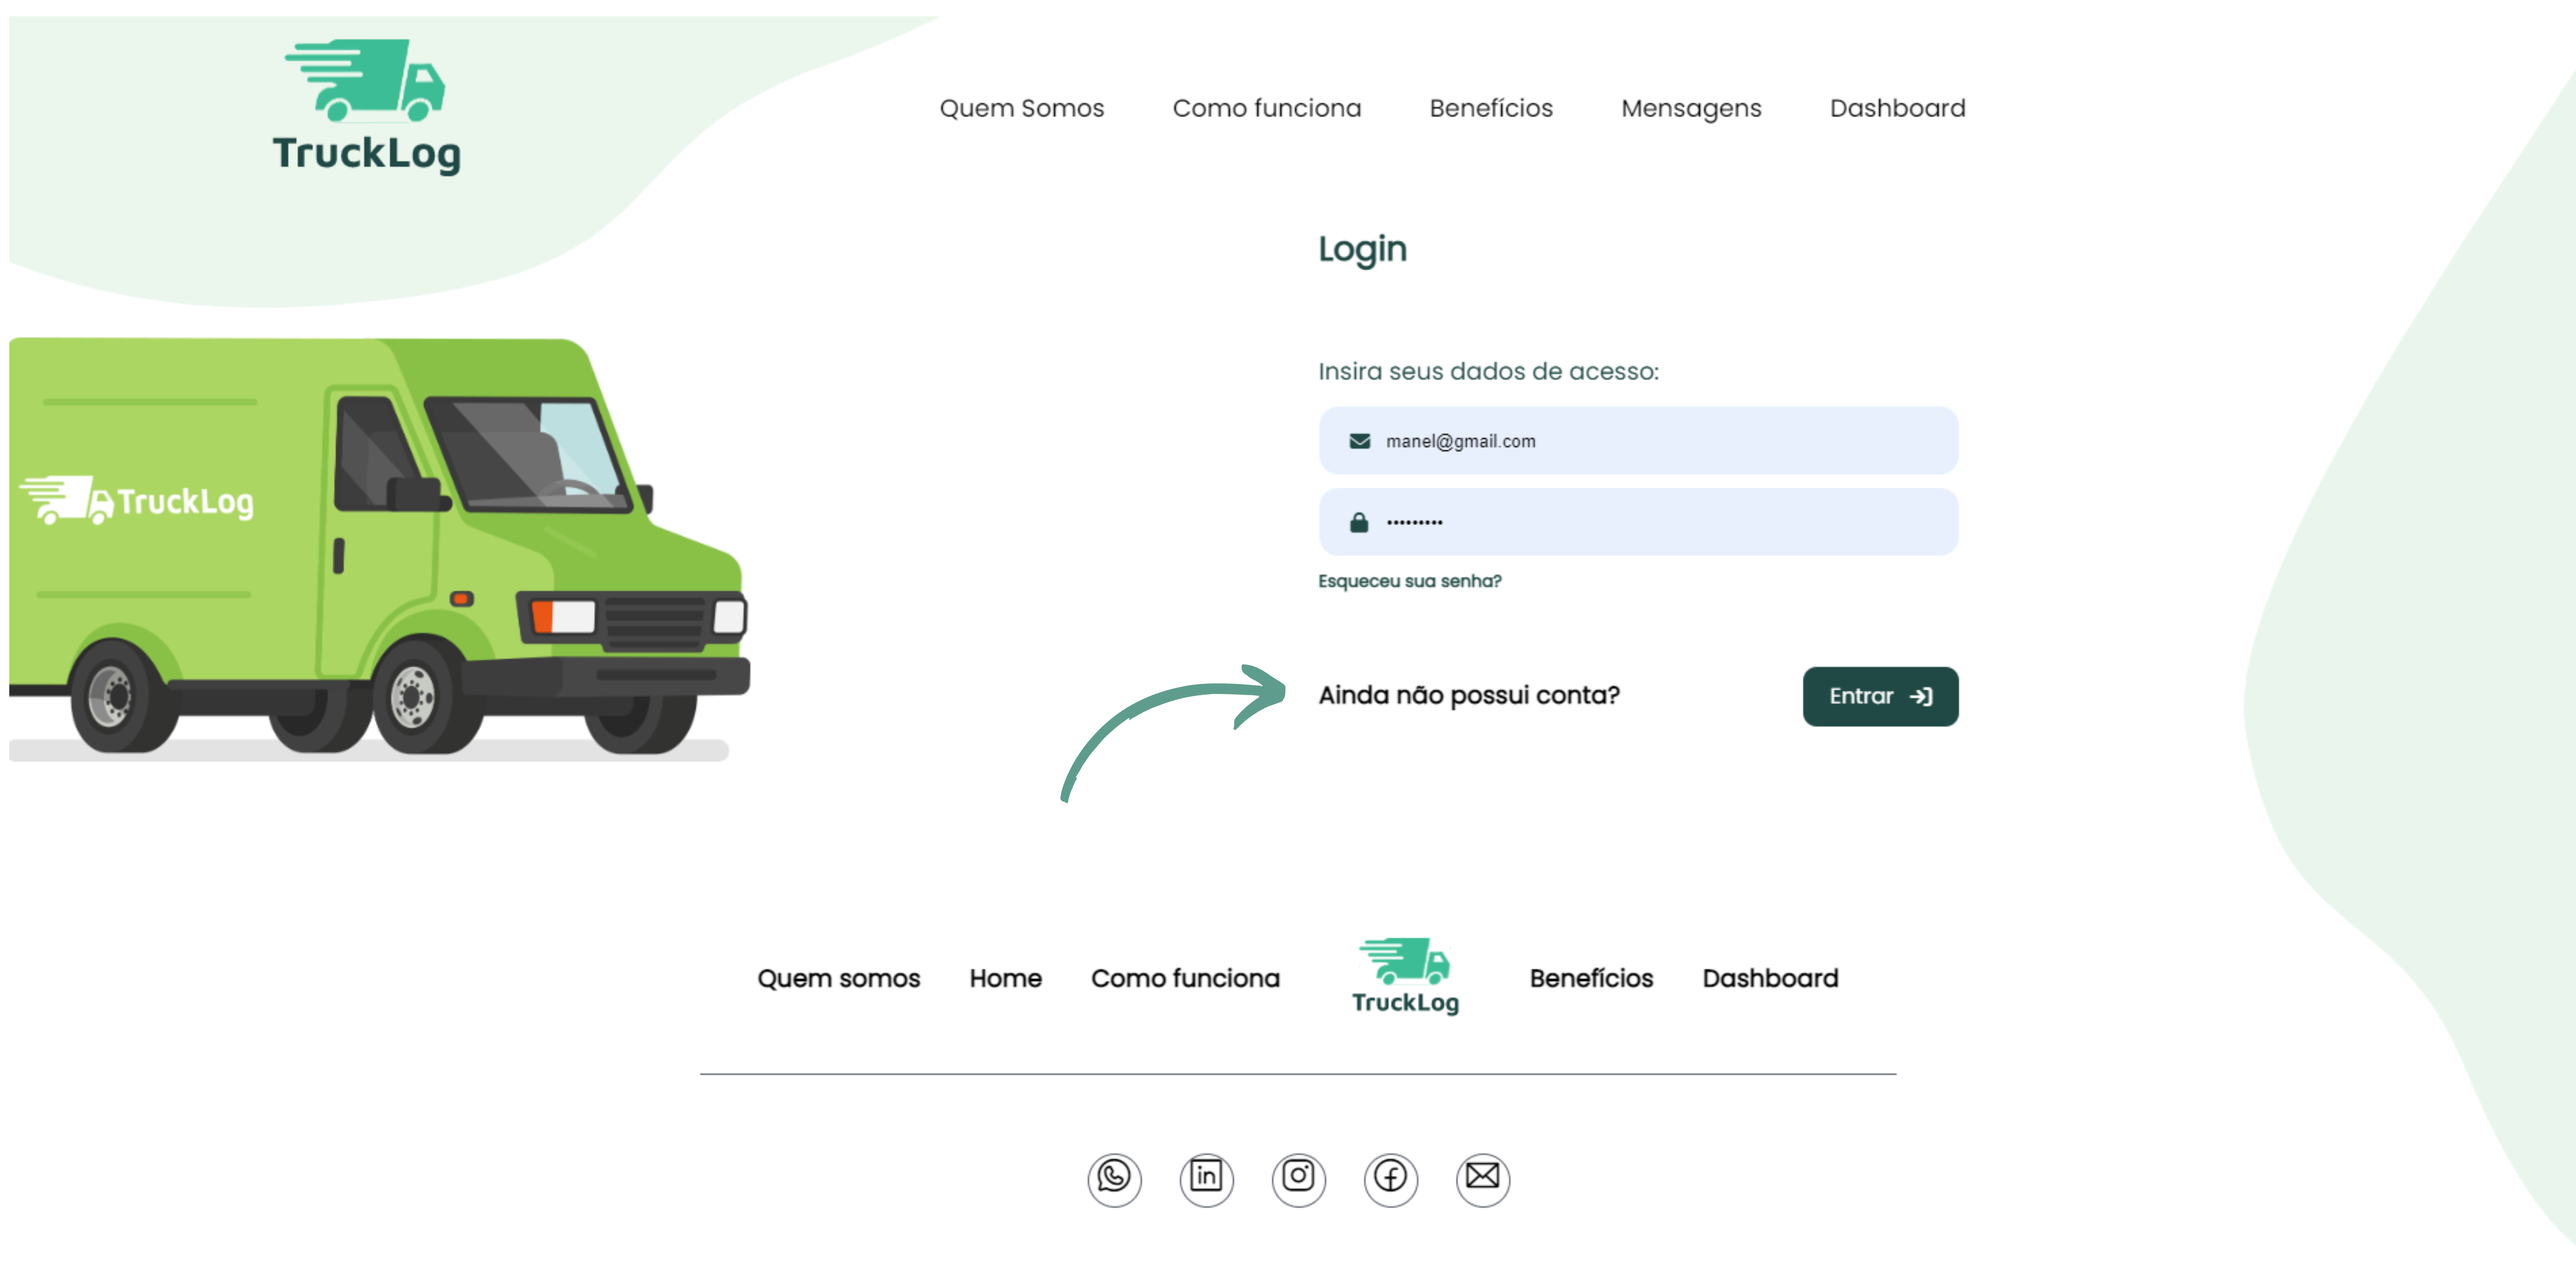 TruckLog
Quem Somos Como funciona Benefícios Mensagens Dashboard
Login
Insira seus dados de acesso:
manel@gmail.com
•••••••••
Esqueceu sua senha?
Ainda não possui conta?
Entrar
TruckLog
Quem somos Home Como funciona TruckLog Benefícios Dashboard
in